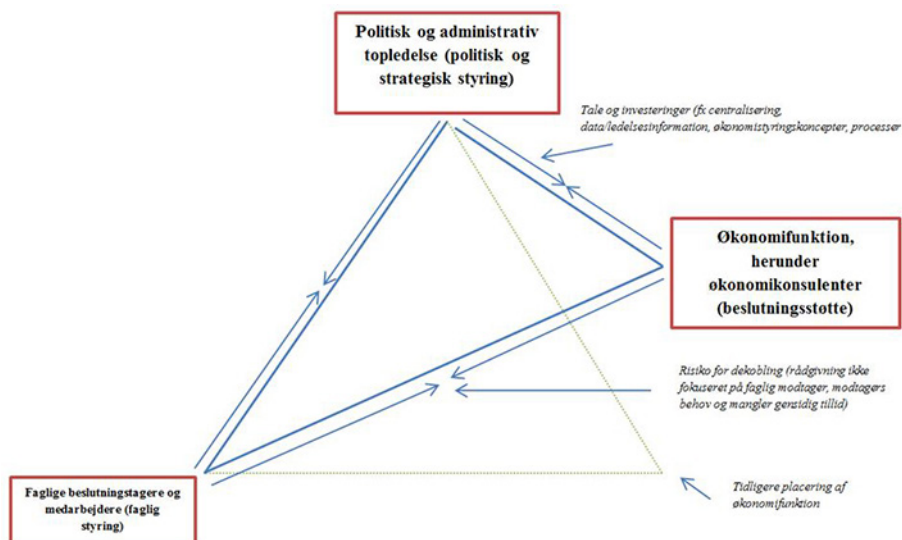 Politisk og administrativ
topledelse (politisk og
strategisk styring)
Tale og investeringer (fx centralisering,
data/ledelsesinformation, økonomistyringskoncepter, processer
Økonomifunktion,
herunder
økonomikonsulenter
(beslutningsstøtte)
Risiko for dekobling (rådgivning ikke
fokuseret på faglig modtager, modtagers
behov og mangler gensidig tillid)
Faglige beslutningstagere og
medarbejdere (faglig
styring)
Tidligere placering af
økonomifunktion